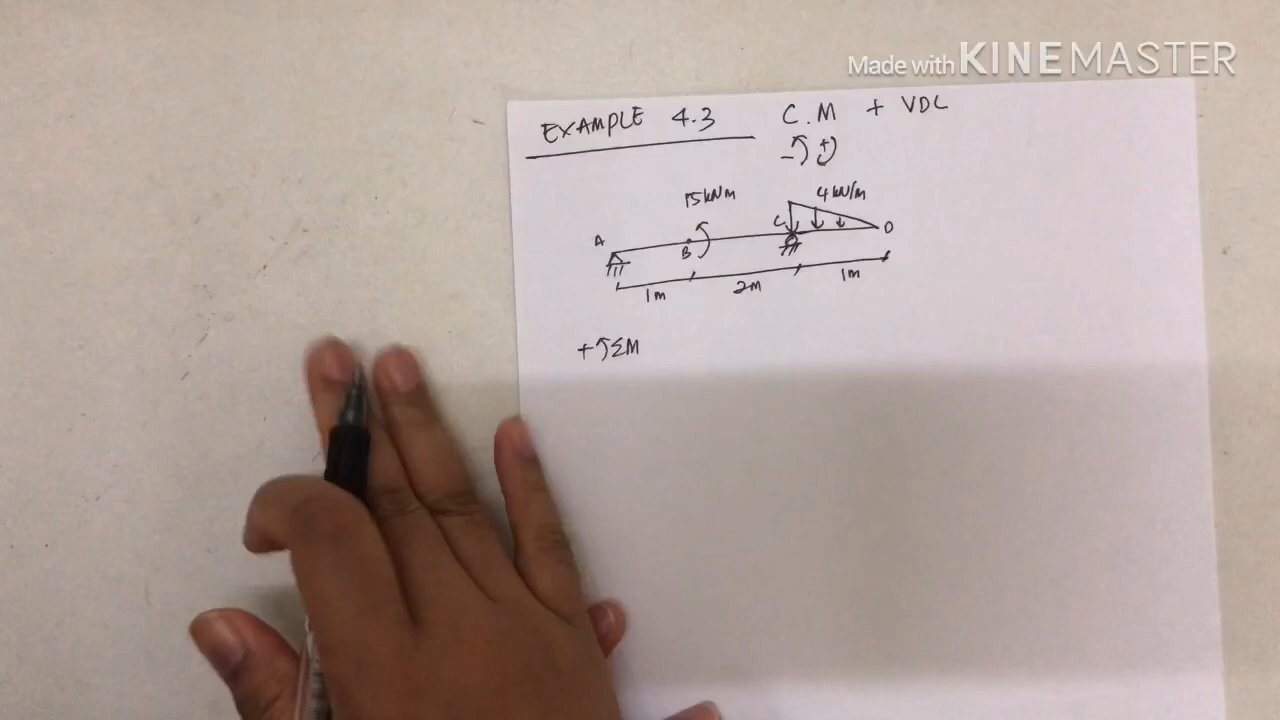 Made with KINEMASTER
EXAMPLE 4.3 C.M + VDL
- +
15kNm 4kN/m
A B C D
1m 2m 1m
+ΣM